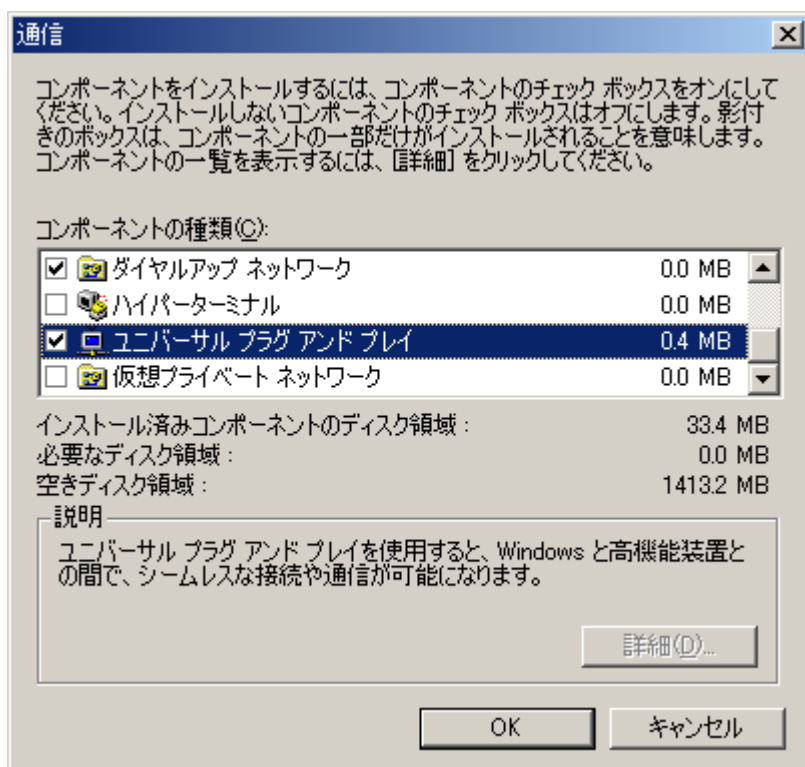 通信
コンポーネントをインストールするには、コンポーネントのチェック ボックスをオンにして
ください。インストールしないコンポーネントのチェック ボックスはオフにします。影付
きのボックスは、コンポーネントの一部だけがインストールされることを意味します。
コンポーネントの一覧を表示するには、[詳細] をクリックしてください。
コンポーネントの種類(C):
ダイヤルアップ ネットワーク 0.0 MB
ハイパーターミナル 0.0 MB
ユニバーサル プラグ アンド プレイ 0.4 MB
仮想プライベート ネットワーク 0.0 MB
インストール済みコンポーネントのディスク領域 : 33.4 MB
必要なディスク領域 : 0.0 MB
空きディスク領域 : 1413.2 MB
説明
ユニバーサル プラグ アンド プレイを使用すると、Windows と高機能装置と
の間で、シームレスな接続や通信が可能になります。
詳細(D)...
OK キャンセル